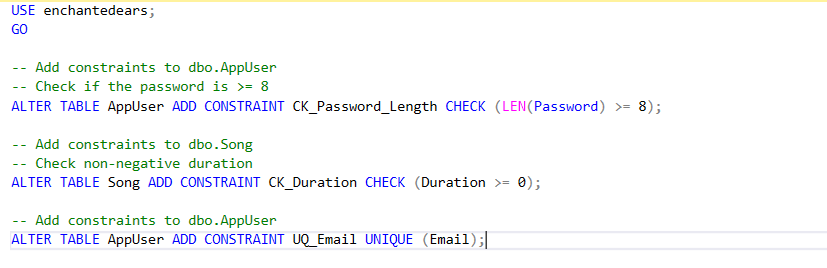 USE enchantedears;
GO
-- Add constraints to dbo.AppUser
-- Check if the password is >= 8
ALTER TABLE AppUser ADD CONSTRAINT CK_Password_Length CHECK (LEN(Password) >= 8);
-- Add constraints to dbo.Song
-- Check non-negative duration
ALTER TABLE Song ADD CONSTRAINT CK_Duration CHECK (Duration >= 0);
-- Add constraints to dbo.AppUser
ALTER TABLE AppUser ADD CONSTRAINT UQ_Email UNIQUE (Email);